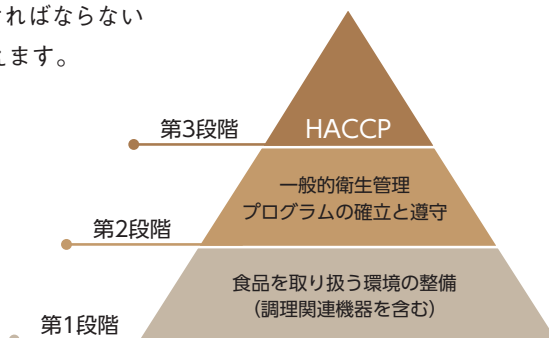 ければならない
えます。
第3段階
HACCP
一般的衛生管理
プログラムの確立と遵守
第2段階
食品を取り扱う環境の整備
（調理関連機器を含む）
第1段階